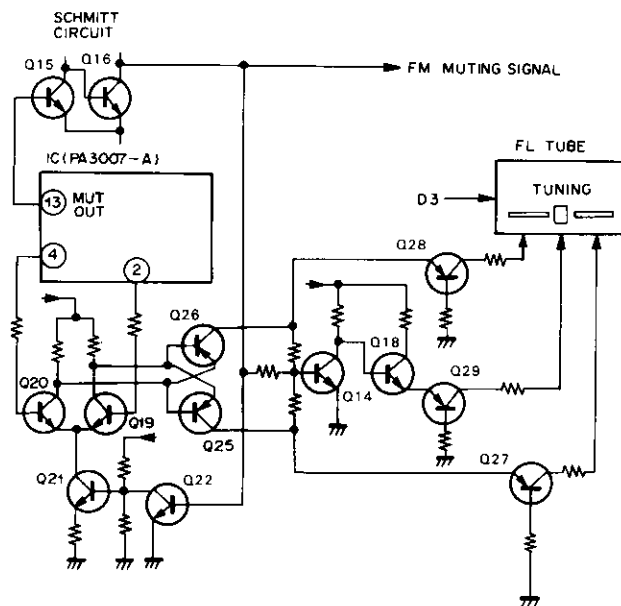 SCHMITT
CIRCUIT
Q15
Q16
FM MUTING SIGNAL
IC(PA3007-A)
FL TUBE
13
MUT
OUT
D3
TUNING
4
2
Q28
Q26
Q18
Q20
Q29
Q19
Q14
Q25
Q27
Q21
Q22